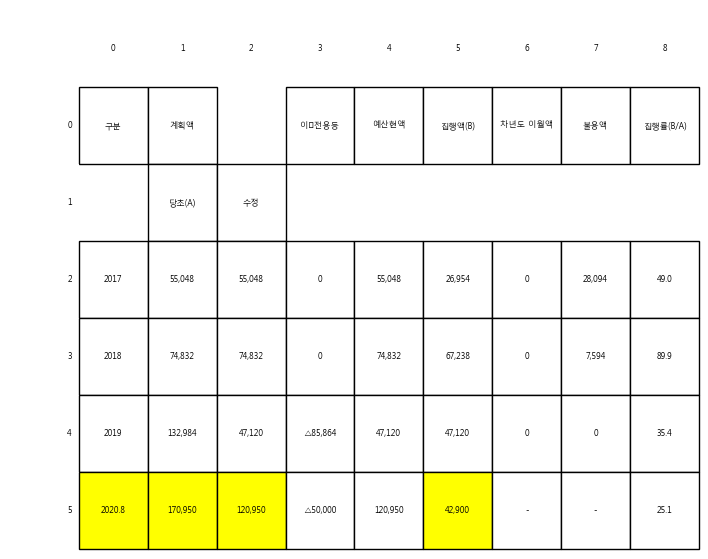 0 1 2 3 4 5 6 7 8
0 구분 계획액 이□전용등 예산현액 집행액(B) 차년도 이월액 불용액 집행률(B/A)
1 당초(A) 수정
2 2017 55,048 55,048 0 55,048 26,954 0 28,094 49.0
3 2018 74,832 74,832 0 74,832 67,238 0 7,594 89.9
4 2019 132,984 47,120 △85,864 47,120 47,120 0 0 35.4
5 2020.8 170,950 120,950 △50,000 120,950 42,900 - - 25.1